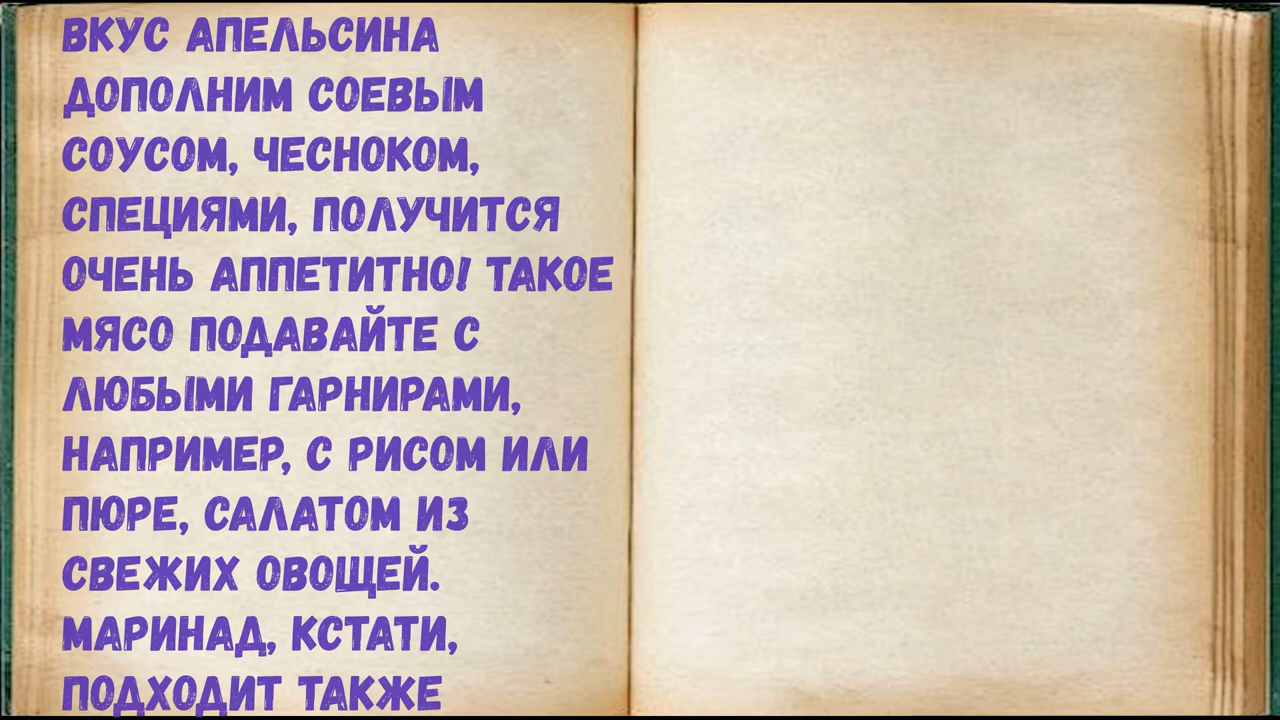 ВКУС АПЕЛЬСИНА
ДОПОЛНИМ СОЕВЫМ
СОУСОМ, ЧЕСНОКОМ,
СПЕЦИЯМИ, ПОЛУЧИТСЯ
ОЧЕНЬ АППЕТИТНО! ТАКОЕ
МЯСО ПОДАВАЙТЕ С
ЛЮБЫМИ ГАРНИРАМИ,
НАПРИМЕР, С РИСОМ ИЛИ
ПЮРЕ, САЛАТОМ ИЗ
СВЕЖИХ ОВОЩЕЙ.
МАРИНАД, КСТАТИ,
ПОДХОДИТ ТАКЖЕ